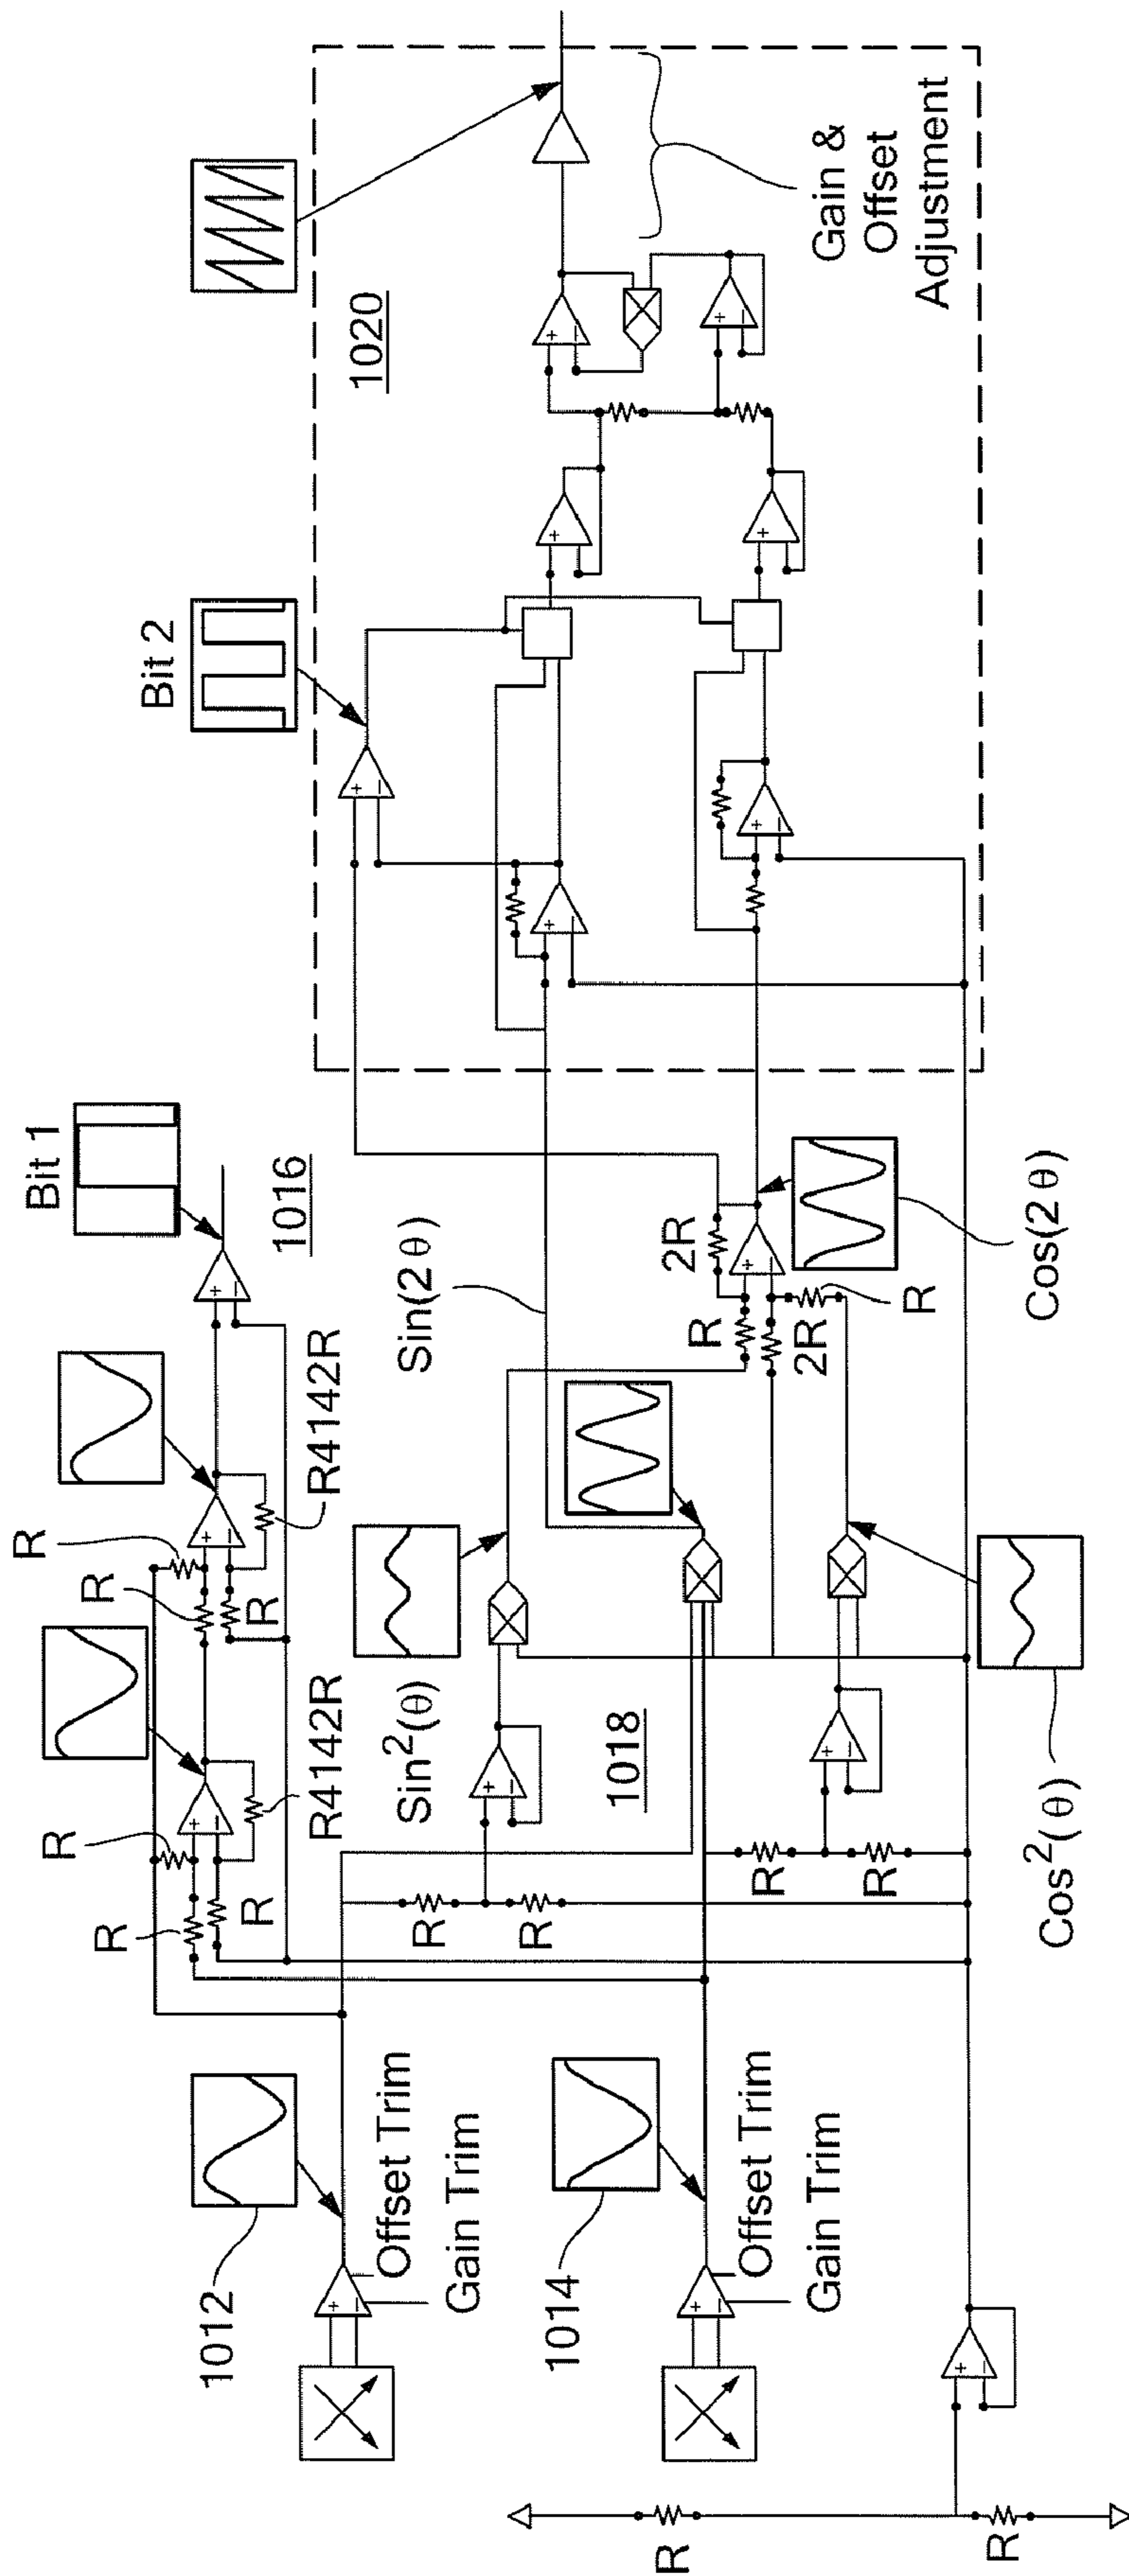 Bit 1
1016
Bit 2
1020
Gain &
Offset
Adjustment
R
R
R
R4142R
R
R
R
R4142R
1012
Offset Trim
Gain Trim
Sin²(θ)
Sin(2θ)
1018
R
R
R
R
R
2R
2R
R
Cos(2θ)
Cos²(θ)
1014
Offset Trim
Gain Trim
R
R